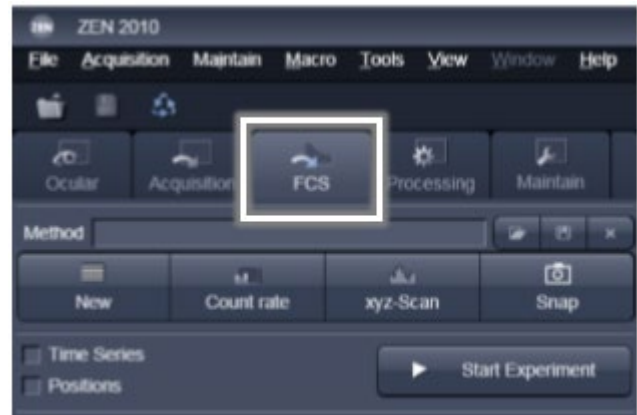 ZEN ZEN 2010
File Acquisition Maintain Macro Tools View Window Help
Ocular Acquisition FCS Processing Maintain
Method
New Count rate xyz-Scan Snap
Time Series
Start Experiment
Positions